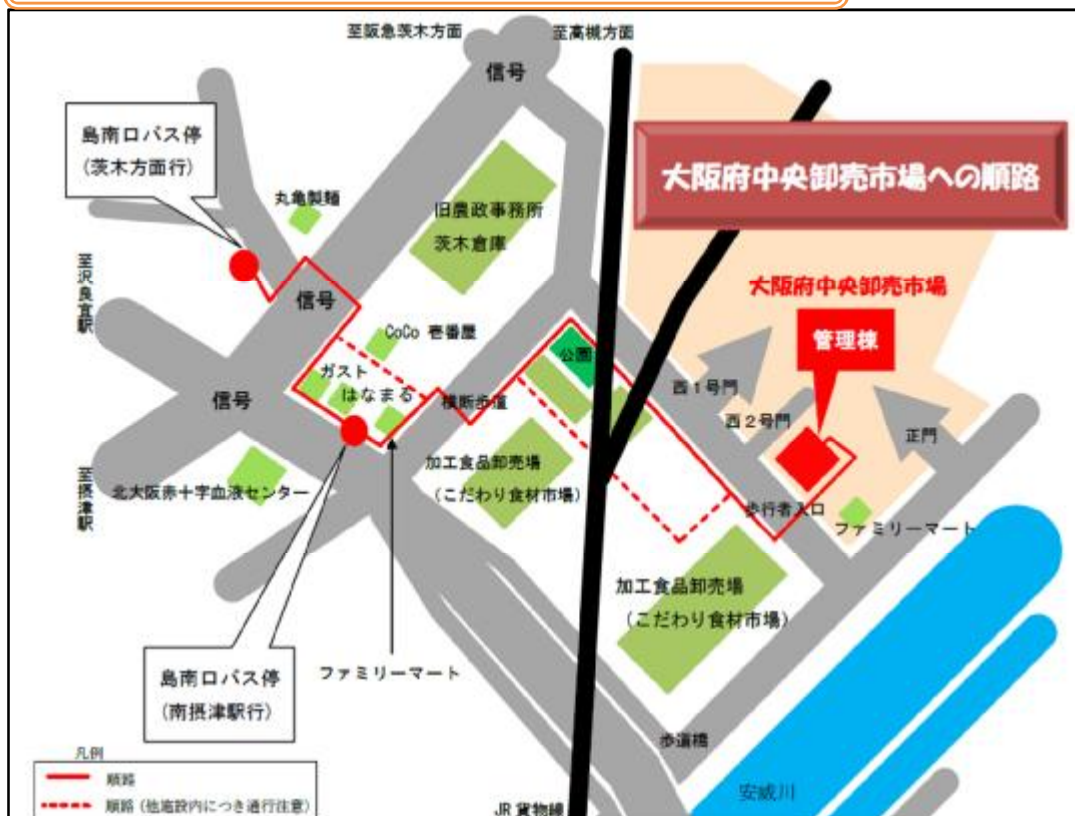 至阪急茨木方面
至高槻方面
信号
島南口バス停
(茨木方面行)
大阪府中央卸売市場への順路
丸亀製麺
旧農政事務所
茨木倉庫
至沢良宜駅
大阪府中央卸売市場
信号
CoCo 壱番屋
管理棟
公園
ガスト
はなまる
信号
横断歩道
西1号門
西2号門
正門
加工食品卸売場
(こだわり食材市場)
至摂津駅
北大阪赤十字血液センター
歩行者入口
ファミリーマート
加工食品卸売場
(こだわり食材市場)
島南口バス停
(南摂津駅行)
ファミリーマート
歩道橋
凡例
順路
順路(他施設内につき通行注意)
JR貨物線
安威川